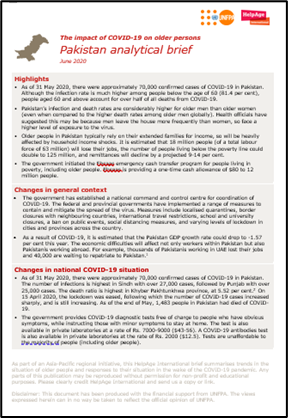 UNFPA
HelpAge
International
The impact of COVID-19 on older persons
Pakistan analytical brief
June 2020
Highlights
• As of 31 May 2020, there were approximately 70,000 confirmed cases of COVID-19 in Pakistan.
Although the infection rate is much higher among people below the age of 60 (81.4 per cent),
people aged 60 and above account for over half of all deaths from COVID-19.
• Pakistan's infection and death rates are considerably higher for older men than older women
(even when compared to the higher death rates among older men globally). Health officials have
suggested this may be because men leave the house more frequently than women, so face a
higher level of exposure to the virus.
• Older people in Pakistan typically rely on their extended families for income, so will be heavily
affected by household income shocks. It is estimated that 18 million people (of a total labour
force of 63 million) will lose their jobs, the number of people living below the poverty line could
double to 125 million, and remittances will decline by a projected 9-14 per cent.
• The government initiated the emergency cash transfer program for people living in
poverty, including older people. is providing a one-time cash allowance of $80 to 12
million people.
Changes in general context
• The government has established a national command and control centre for coordination of
COVID-19. The federal and provincial governments have implemented a range of measures to
contain and mitigate the spread of the virus. Measures include localised quarantines, border
closures with neighbouring countries, international travel restrictions, school and university
closures, a ban on public events, social distancing measures, and varying levels of lockdown in
cities and provinces across the country.
• As a result of COVID-19, it is estimated that the Pakistan GDP growth rate could drop to -1.57
per cent this year. The economic difficulties will affect not only workers within Pakistan but also
Pakistanis working abroad. For example, thousands of Pakistanis working in UAE lost their jobs
and 40,000 are waiting to repatriate to Pakistan.
Changes in national COVID-19 situation
• As of 31 May 2020, there were approximately 70,000 confirmed cases of COVID-19 in Pakistan.
The number of infections is highest in Sindh with over 27,000 cases, followed by Punjab with over
25,000 cases. The death ratio is highest in Khyber Pakhtunkhwa province, at 5.52 per cent. On
15 April 2020, the lockdown was eased, following which the number of COVID-19 cases increased
sharply, and is still increasing. As of the end of May, 1,483 people in Pakistan had died of COVID-
19.
• The government provides COVID-19 diagnostic tests free of charge to people who have obvious
symptoms, while instructing those with minor symptoms to stay at home. The test is also
available in private laboratories at a rate of Rs. 7000-9000 ($43-56). A COVID-19 antibodies test
is also available in private laboratories at the rate of Rs 2000 ($12.5). Tests are unaffordable to
the majority of people (including older people).
As part of an Asia-Pacific regional initiative, this HelpAge International brief summarises trends in the
situation of older people and responses to their situation in the wake of the COVID-19 pandemic. Any
parts of this publication may be reproduced without permission for non-profit and educational
purposes. Please clearly credit HelpAge International and send us a copy or link.
Disclaimer: This document has been produced with the financial support from UNFPA. The views
expressed herein can in no way be taken to reflect the official opinion of UNFPA.